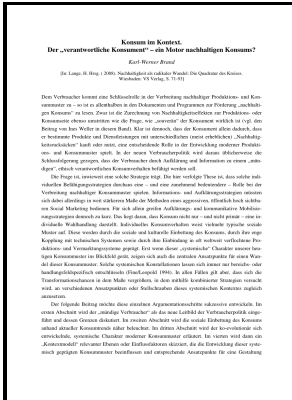 Konsum im Kontext.
Der „verantwortliche Konsument“ – ein Motor nachhaltigen Konsums?
Karl-Werner Brand
[In: Lange, H. (Hrsg.) 2008). Nachhaltigkeit als radikaler Wandel: Die Quadratur des Kreises.
Wiesbaden: VS Verlag, S. 71-93]
Dem Verbraucher kommt eine Schlüsselrolle in der Verbreitung nachhaltiger Produktions- und Kon-
summuster zu – so ist es allenthalben in den Dokumenten und Programmen zur Förderung „nachhalti-
gen Konsums“ zu lesen. Zwar ist die Zurechnung von Nachhaltigkeitseffekten zur Produktions- oder
Konsumseite ebenso umstritten wie die Frage, wie „souverän“ der Konsument wirklich ist (vgl. den
Beitrag von Ines Weller in diesem Band). Klar ist dennoch, dass der Konsument allein dadurch, dass
er bestimmte Produkte und Dienstleistungen mit unterschiedlichen (meist erheblichen) „Nachhaltig-
keitsrucksäcken“ kauft oder nutzt, eine entscheidende Rolle in der Entwicklung moderner Produkti-
ons- und Konsummuster spielt. In der neuen Verbraucherpolitik wird daraus üblicherweise die
Schlussfolgerung gezogen, dass der Verbraucher durch Aufklärung und Information zu einem „mün-
digen“, ethisch verantwortlichen Konsumverhalten befähigt werden soll.
Die Frage ist, inwieweit eine solche Strategie trägt. Die hier verfolgte These ist, dass solche indi-
viduellen Befähigungsstrategien durchaus eine – und eine zunehmend bedeutendere – Rolle bei der
Verbreitung nachhaltiger Konsummuster spielen. Informations- und Aufklärungsstrategien müssten
sich dabei allerdings in weit stärkerem Maße der Methoden eines aggressiven, öffentlich hoch sichtba-
ren Social Marketing bedienen. Für sich allein greifen Aufklärungs- und kommunikative Mobilisie-
rungsstrategien dennoch zu kurz. Das liegt daran, dass Konsum nicht nur – und nicht primär – eine in-
dividuelle Wahlhandlung darstellt. Individuelles Konsumverhalten weist vielmehr typische soziale
Muster auf. Diese werden durch die soziale und kulturelle Einbettung des Konsums, durch ihre enge
Kopplung mit technischen Systemen sowie durch ihre Einbindung in oft weltweit verflochtene Pro-
duktions- und Vermarktungssysteme geprägt. Erst wenn dieser „systemische“ Charakter unserer heu-
tigen Konsummuster ins Blickfeld gerät, zeigen sich auch die zentralen Ansatzpunkte für einen Wan-
del dieser Konsummuster. Solche systemischen Konstellationen lassen sich immer nur bereichs- oder
handlungsfeldspezifisch entschlüsseln (Fine/Leopold 1994). In allen Fällen gilt aber, dass sich die
Transformationschancen in dem Maße vergrößern, in dem mithilfe kombinierter Strategien versucht
wird, an verschiedenen Ansatzpunkten oder Stellschrauben dieses systemischen Kontextes zugleich
anzusetzen.
Der folgende Beitrag möchte diese einzelnen Argumentationsschritte sukzessive entwickeln. Im
ersten Abschnitt wird der „mündige Verbraucher“ als das neue Leitbild der Verbraucherpolitik einge-
führt und dessen Grenzen diskutiert. Im zweiten Abschnitt wird die soziale Einbettung des Konsums
anhand aktueller Konsumtrends näher beleuchtet. Im dritten Abschnitt wird der ko-evolutionär sich
entwickelnde, systemische Charakter moderner Konsummuster erläutert. Im vierten wird dann ein
„Kontextmodell“ relevanter Ebenen oder Einflussfaktoren skizziert, die die Entwicklung dieser syste-
misch geprägten Konsummuster beeinflussen und entsprechende Ansatzpunkte für eine Gestaltung